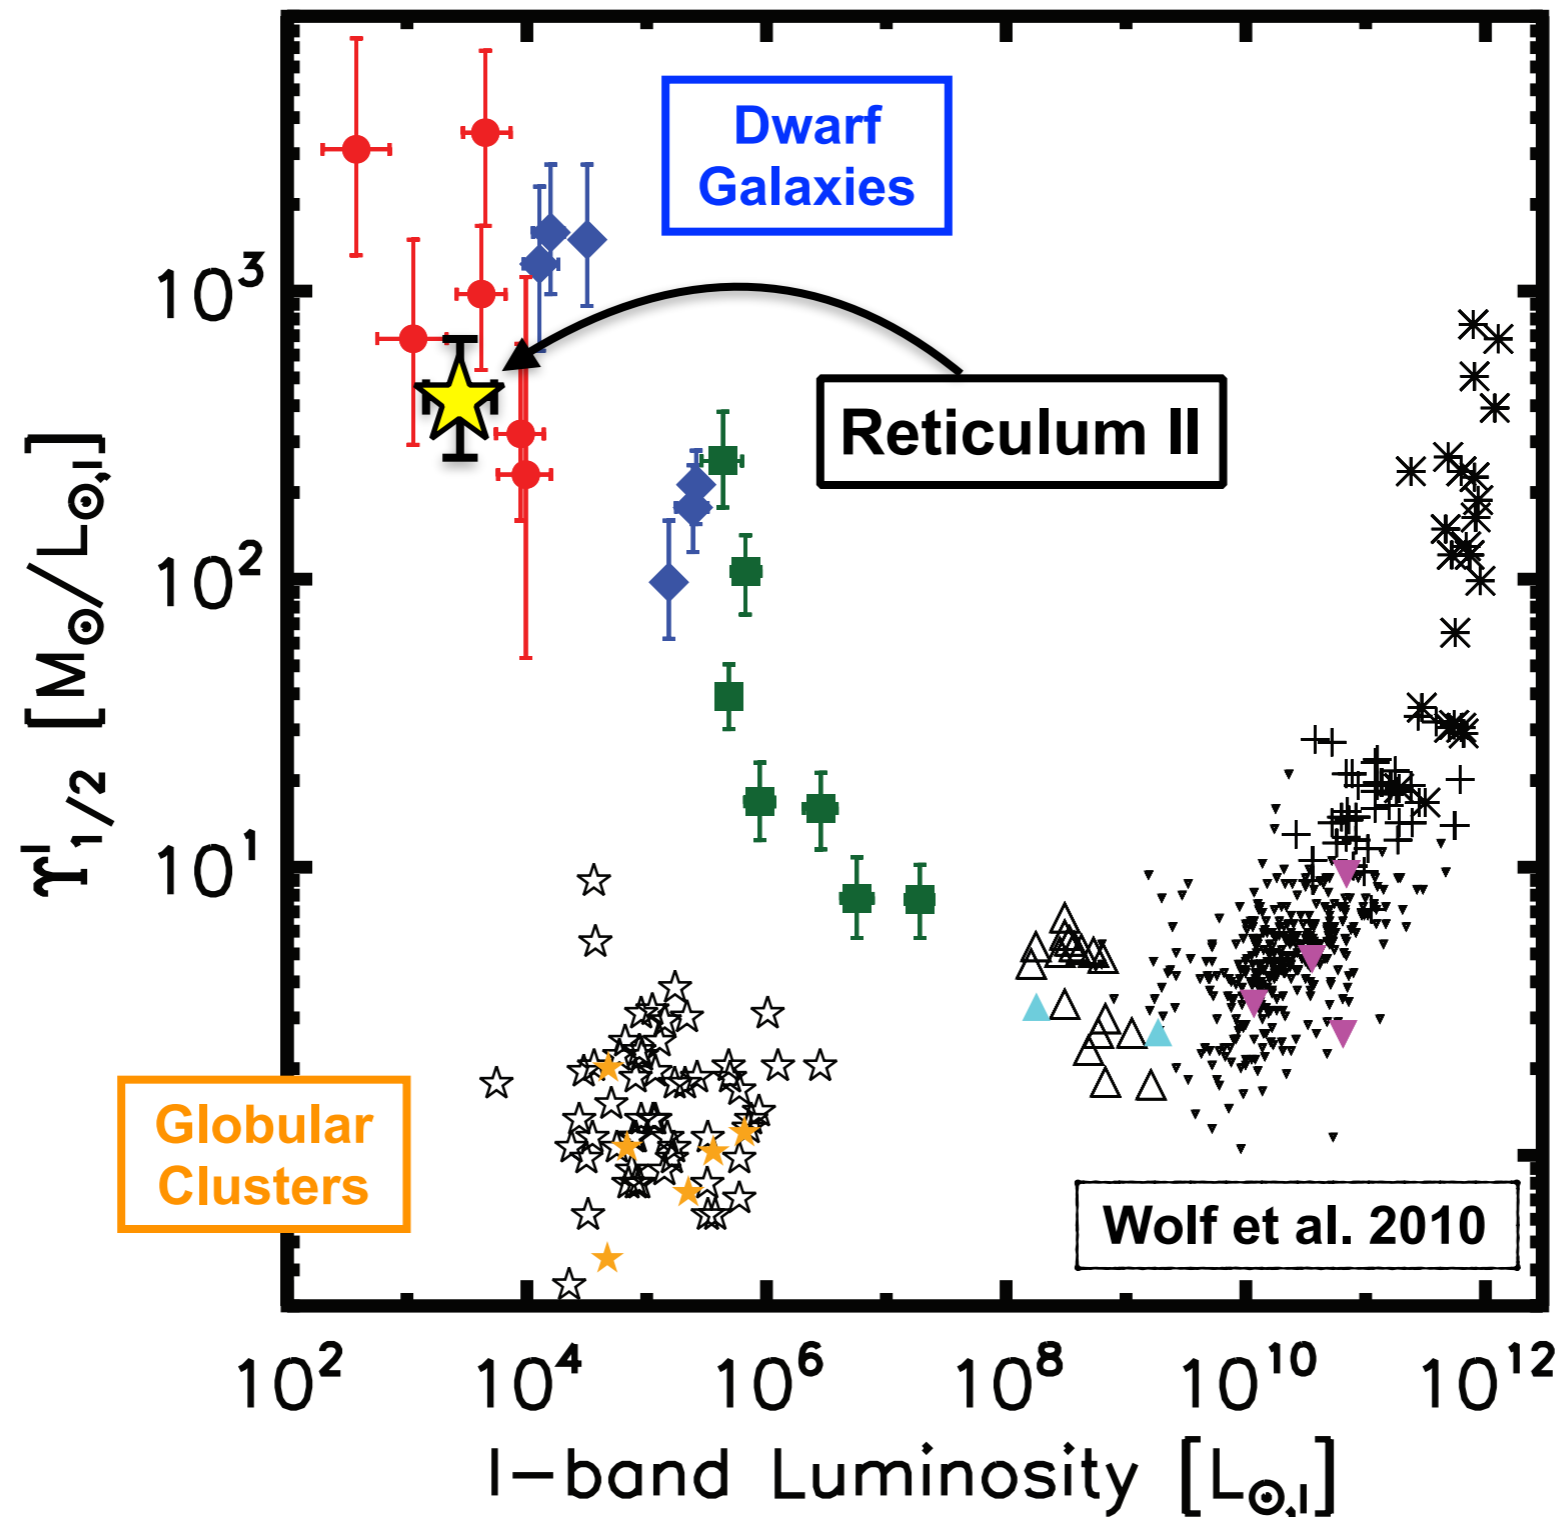 Dwarf
Galaxies
Reticulum II
Globular
Clusters
Wolf et al. 2010
10³
10²
10¹
ϒᴵ₁/₂ [M⊙/L⊙,I]
10² 10⁴ 10⁶ 10⁸ 10¹⁰ 10¹²
I-band Luminosity [L⊙,I]